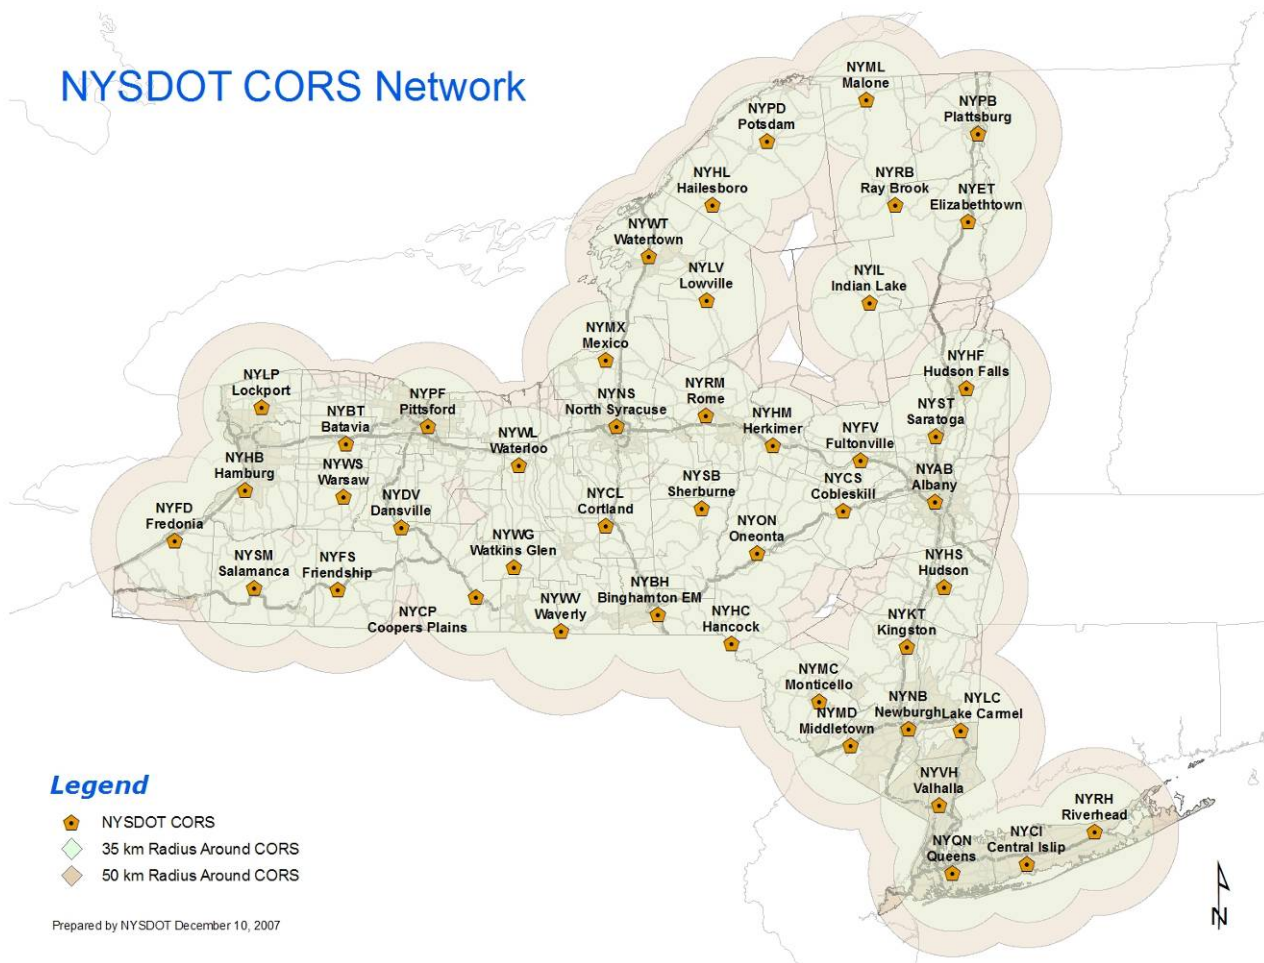 NYSDOT CORS Network
NYML
Malone
NYPD
Potsdam
NYPB
Plattsburg
NYHL
Hailesboro
NYRB
Ray Brook
NYET
Elizabethtown
NYWT
Watertown
NYLV
Lowville
NYIL
Indian Lake
NYMX
Mexico
NYHF
Hudson Falls
NYLP
Lockport
NYPF
Pittsford
NYBT
Batavia
NYNS
North Syracuse
NYRM
Rome
NYHM
Herkimer
NYST
Saratoga
NYFV
Fultonville
NYWL
Waterloo
NYHB
Hamburg
NYWS
Warsaw
NYSB
Sherburne
NYCS
Cobleskill
NYAB
Albany
NYFD
Fredonia
NYDV
Dansville
NYCL
Cortland
NYON
Oneonta
NYWG
Watkins Glen
NYSM
Salamanca
NYFS
Friendship
NYHS
Hudson
NYCP
Coopers Plains
NYWV
Waverly
NYBH
Binghamton EM
NYHC
Hancock
NYKT
Kingston
NYMC
Monticello
NYMD
Middletown
NYNB
Newburgh
NYLC
Lake Carmel
NYVH
Valhalla
NYRH
Riverhead
NYCI
Central Islip
NYQN
Queens
Legend
NYSDOT CORS
35 km Radius Around CORS
50 km Radius Around CORS
Prepared by NYSDOT December 10, 2007
N